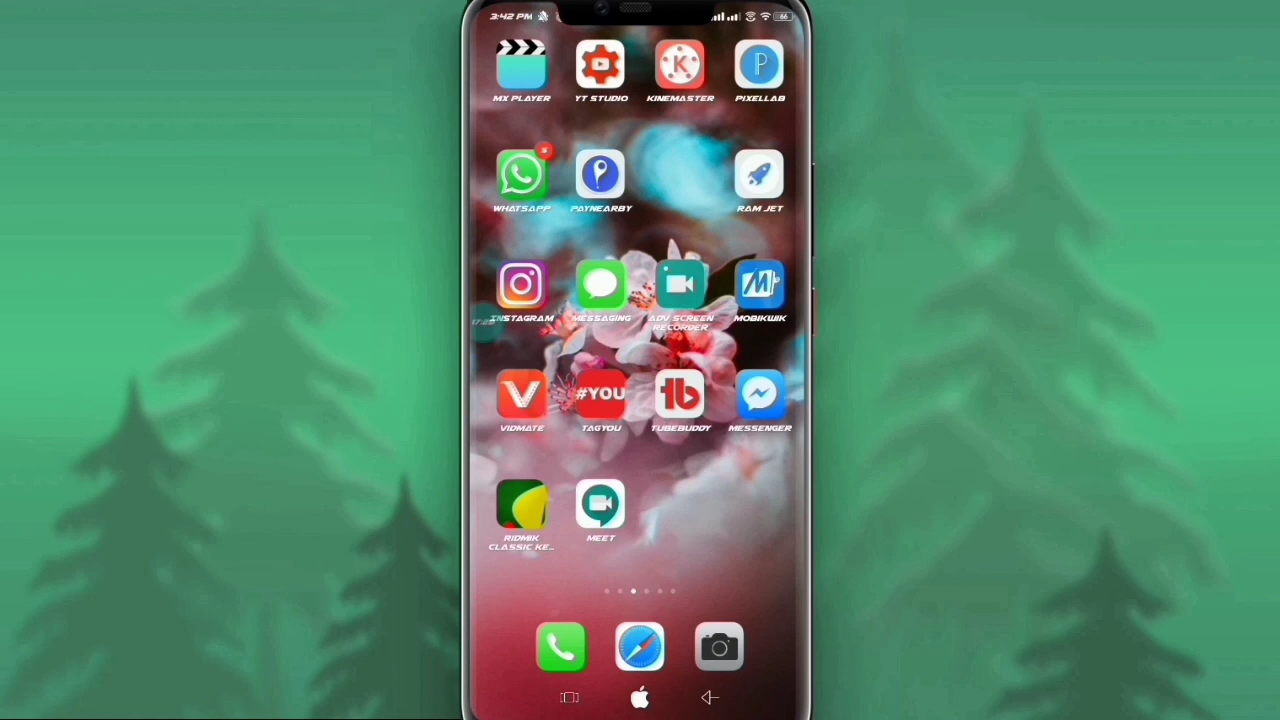 3:42 PM
66
MX PLAYER
YT STUDIO
KINEMASTER
PIXELLAB
WHATSAPP
PAYNEARBY
RAM JET
INSTAGRAM
MESSAGING
ADV SCREEN
RECORDER
MOBIKWIK
#YOU
VIDMATE
TAGYOU
TUBEBUDDY
MESSENGER
RIDMIK
CLASSIC KE...
MEET